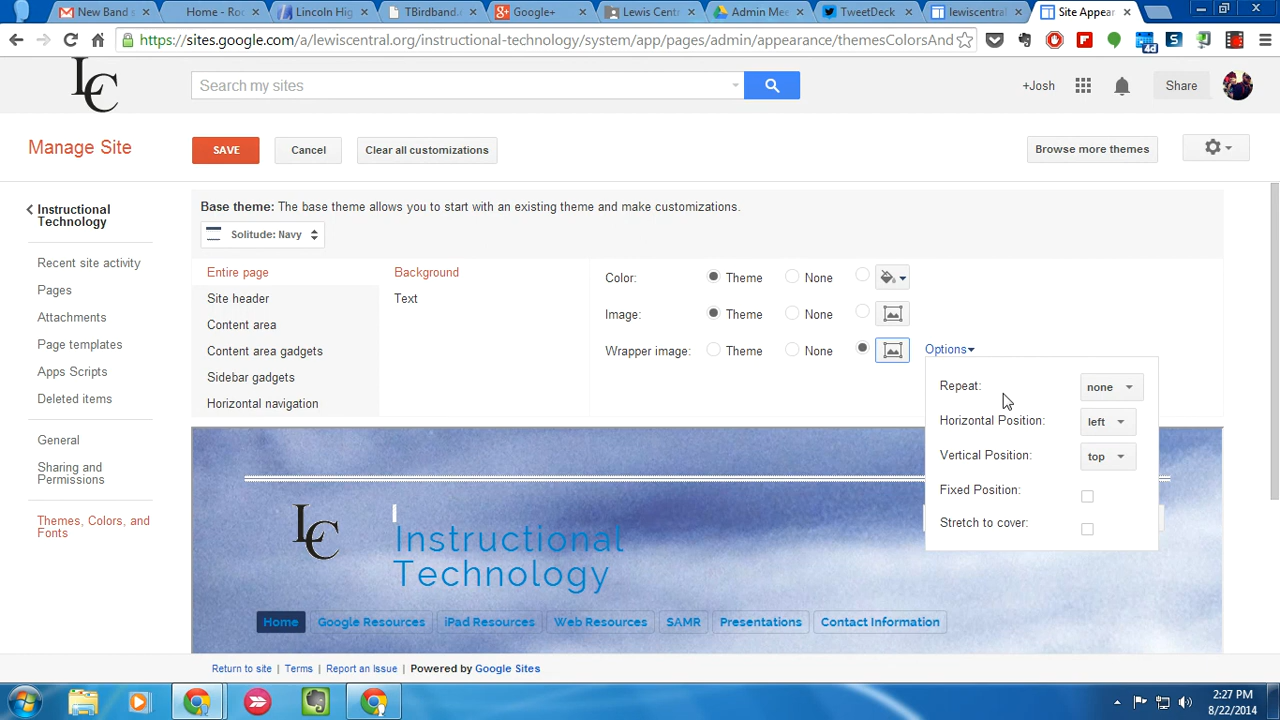 New Band s
Home - Ro
Lincoln Hig
TBirdband.c
Google+
Lewis Centr
Admin Mee
TweetDeck
lewiscentral
Site Appear
https://sites.google.com/a/lewiscentral.org/instructional-technology/system/app/pages/admin/appearance/themesColorsAnd
4d
LC
Search my sites
+Josh
Share
Manage Site
SAVE
Cancel
Clear all customizations
Browse more themes
Instructional
Technology
Recent site activity
Pages
Attachments
Page templates
Apps Scripts
Deleted items
General
Sharing and
Permissions
Themes, Colors, and
Fonts
Base theme: The base theme allows you to start with an existing theme and make customizations.
Solitude: Navy
Entire page
Site header
Content area
Content area gadgets
Sidebar gadgets
Horizontal navigation
Background
Text
Color: Theme None
Image: Theme None
Wrapper image: Theme None Options
Repeat: none
Horizontal Position: left
Vertical Position: top
Fixed Position:
Stretch to cover:
LC
Instructional
Technology
Home Google Resources iPad Resources Web Resources SAMR Presentations Contact Information
Return to site | Terms | Report an Issue | Powered by Google Sites
2:27 PM
8/22/2014